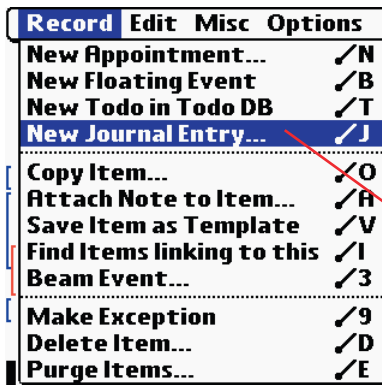 Record Edit Misc Options
New Appointment... ⁄N
New Floating Event ⁄B
New Todo in Todo DB ⁄T
New Journal Entry... ⁄J
Copy Item... ⁄O
Attach Note to Item... ⁄A
Save Item as Template ⁄V
Find Items linking to this ⁄I
Beam Event... ⁄3
Make Exception ⁄9
Delete Item... ⁄D
Purge Items... ⁄E